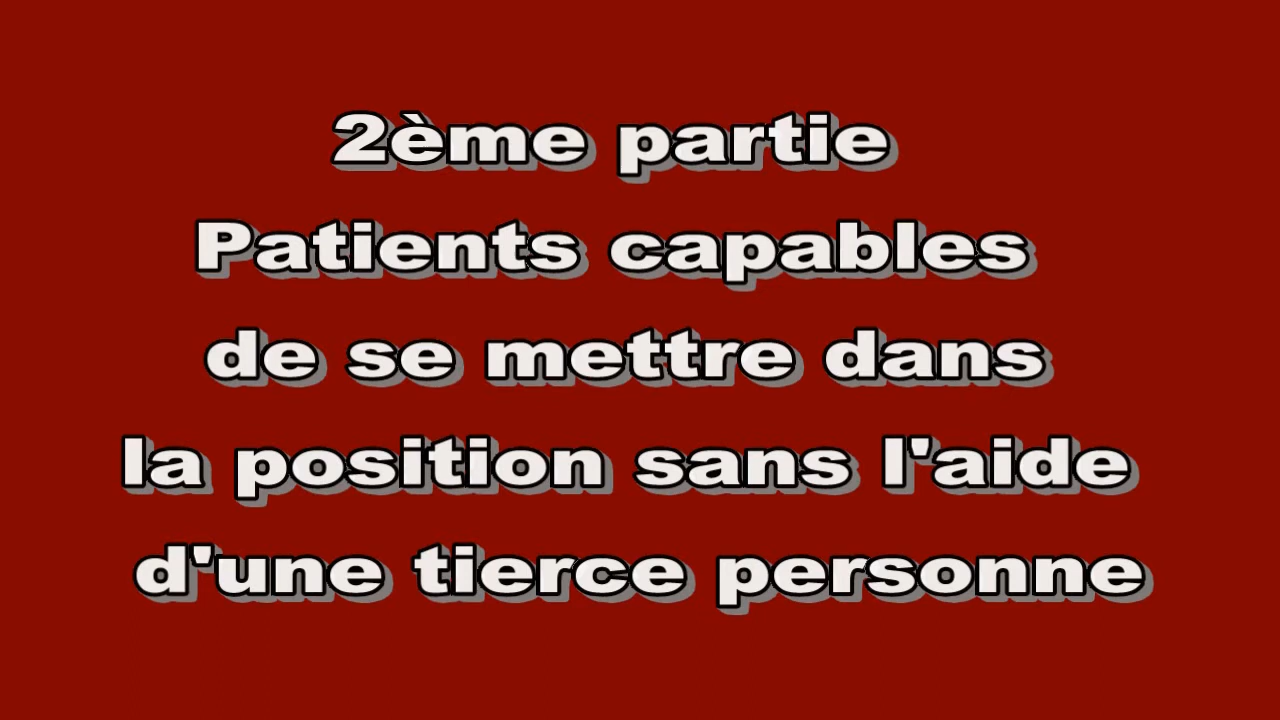 2ème partie
Patients capables
de se mettre dans
la position sans l'aide
d'une tierce personne